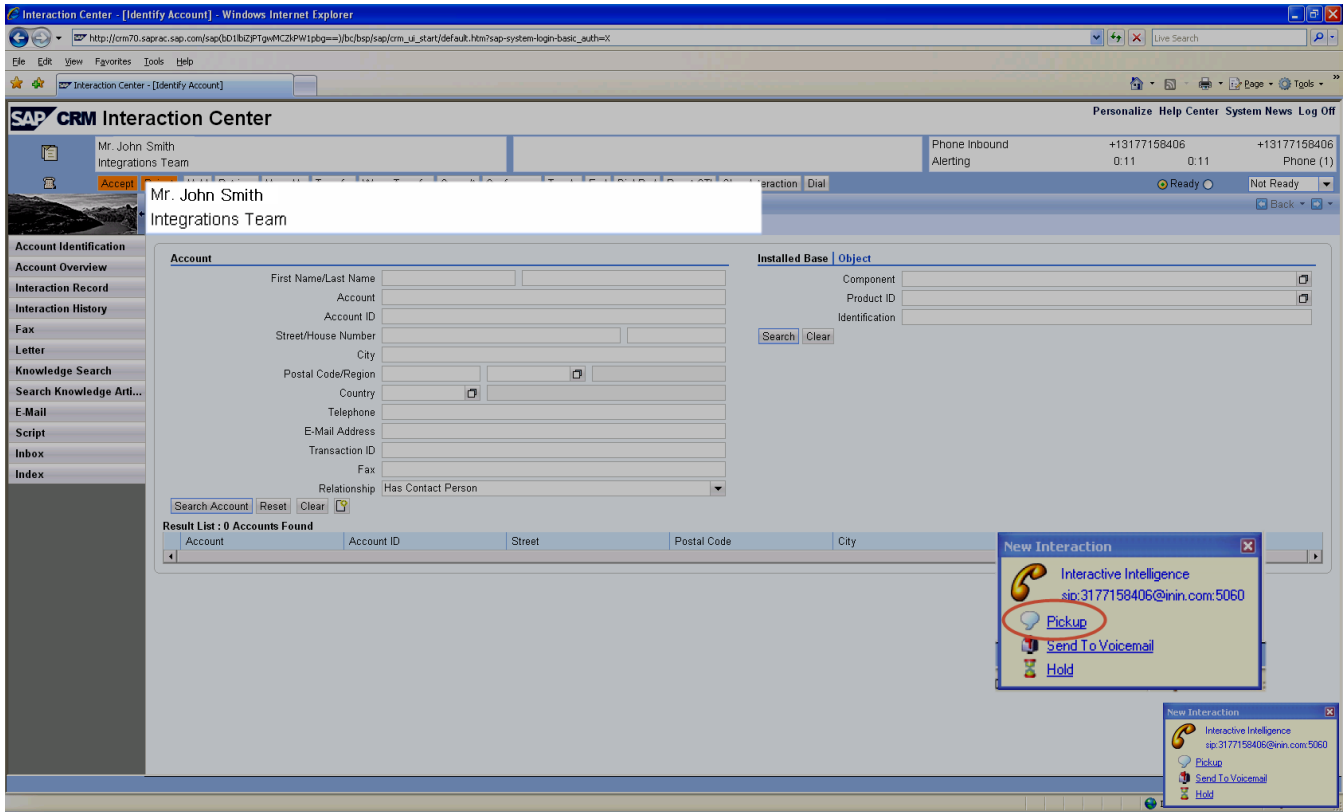 Interaction Center - [Identify Account] - Windows Internet Explorer
http://crm70.saprac.sap.com/sap(bD1lbiZjPTgwMCZkPW1pbg==)/bc/bsp/sap/crm_ui_start/default.htm?sap-system-login-basic_auth=X
Live Search
File Edit View Favorites Tools Help
Interaction Center - [Identify Account]
Page Tools
SAP CRM Interaction Center
Personalize Help Center System News Log Off
Mr. John Smith
Integrations Team
Phone Inbound +13177158406 +13177158406
Alerting 0:11 0:11 Phone (1)
Accept
Interaction Dial
Ready Not Ready
Back
Mr. John Smith
Integrations Team
Account Identification
Account Overview
Interaction Record
Interaction History
Fax
Letter
Knowledge Search
Search Knowledge Arti...
E-Mail
Script
Inbox
Index
Account
First Name/Last Name
Account
Account ID
Street/House Number
City
Postal Code/Region
Country
Telephone
E-Mail Address
Transaction ID
Fax
Relationship Has Contact Person
Search Account Reset Clear
Installed Base Object
Component
Product ID
Identification
Search Clear
Result List : 0 Accounts Found
Account Account ID Street Postal Code City
New Interaction
Interactive Intelligence
sip:3177158406@inin.com:5060
Pickup
Send To Voicemail
Hold
New Interaction
Interactive Intelligence
sip:3177158406@inin.com:5060
Pickup
Send To Voicemail
Hold